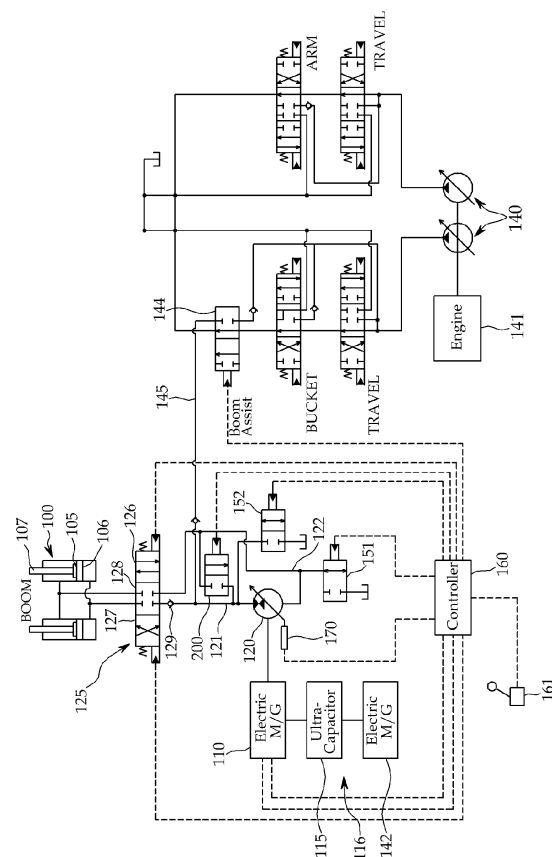 BOOM
107
100
105
106
126
128
127
125
129
200
121
120
170
122
151
152
144
145
Boom Assist
BUCKET
TRAVEL
ARM
TRAVEL
140
141
Engine
110
Electric
M/G
115
Ultra-
Capacitor
116
142
Electric
M/G
Controller
160
161